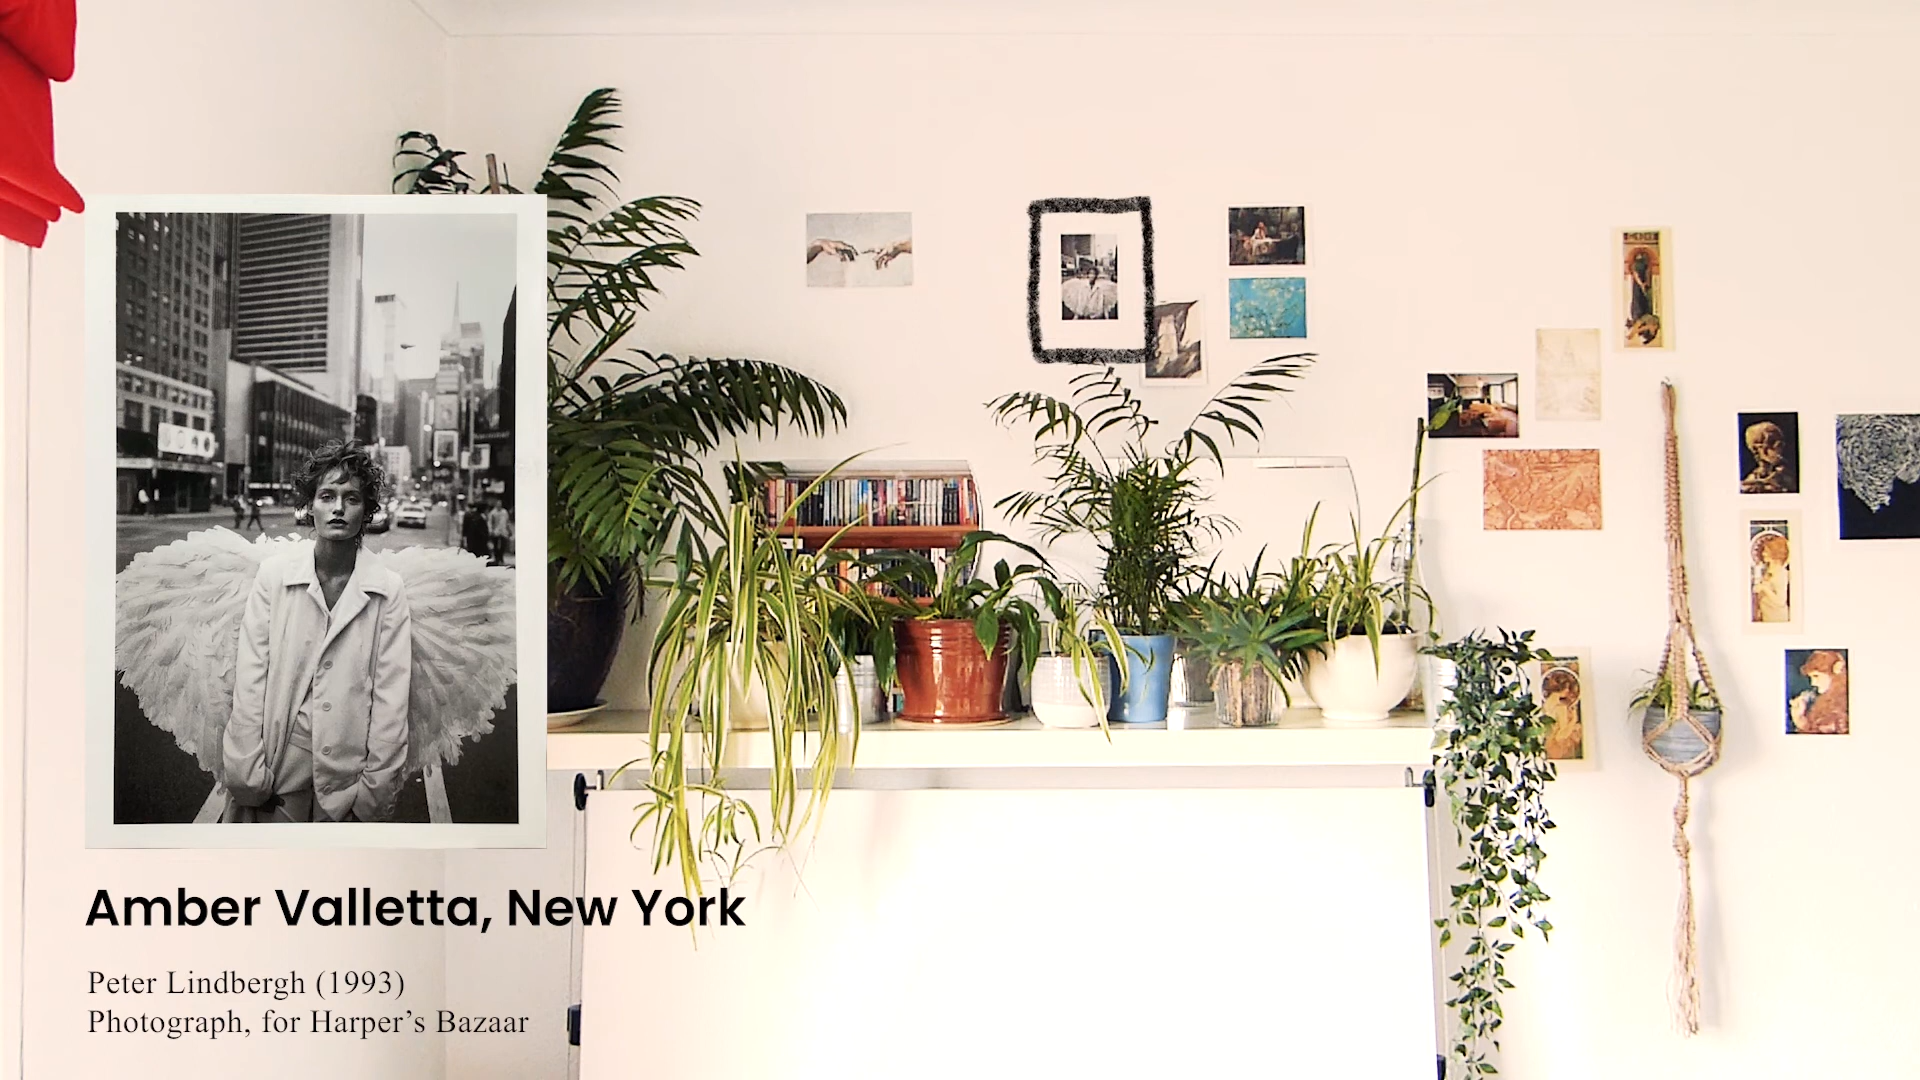 Amber Valletta, New York
Peter Lindbergh (1993)
Photograph, for Harper’s Bazaar